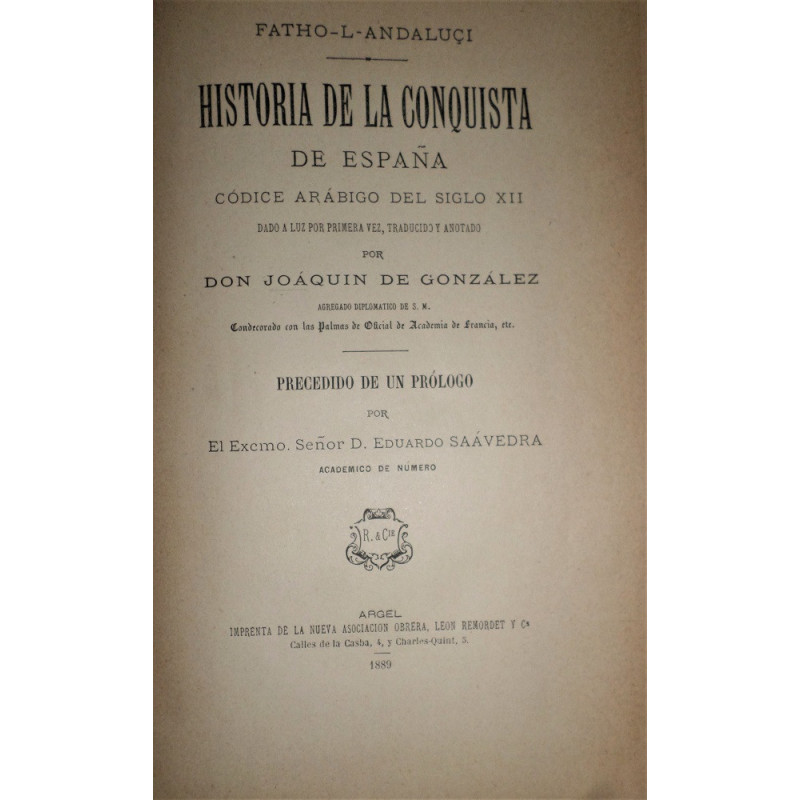 FATHO-L-ANDALUÇI
HISTORIA DE LA CONQUISTA
DE ESPAÑA
CÓDICE ARÁBIGO DEL SIGLO XII
DADO A LUZ POR PRIMERA VEZ, TRADUCIDO Y ANOTADO
POR
DON JOÁQUIN DE GONZÁLEZ
AGREGADO DIPLOMATICO DE S. M.
Condecorado con las Palmas de Oficial de Academia de Francia, etc.
PRECEDIDO DE UN PRÓLOGO
POR
El Excmo. Señor D. EDUARDO SAÁVEDRA
ACADEMICO DE NÚMERO
R. & CIE
ARGEL
IMPRENTA DE LA NUEVA ASOCIACION OBRERA, LEON REMORDET Y Cª
Calles de la Casba, 4, y Charles-Quint, 5.
1889